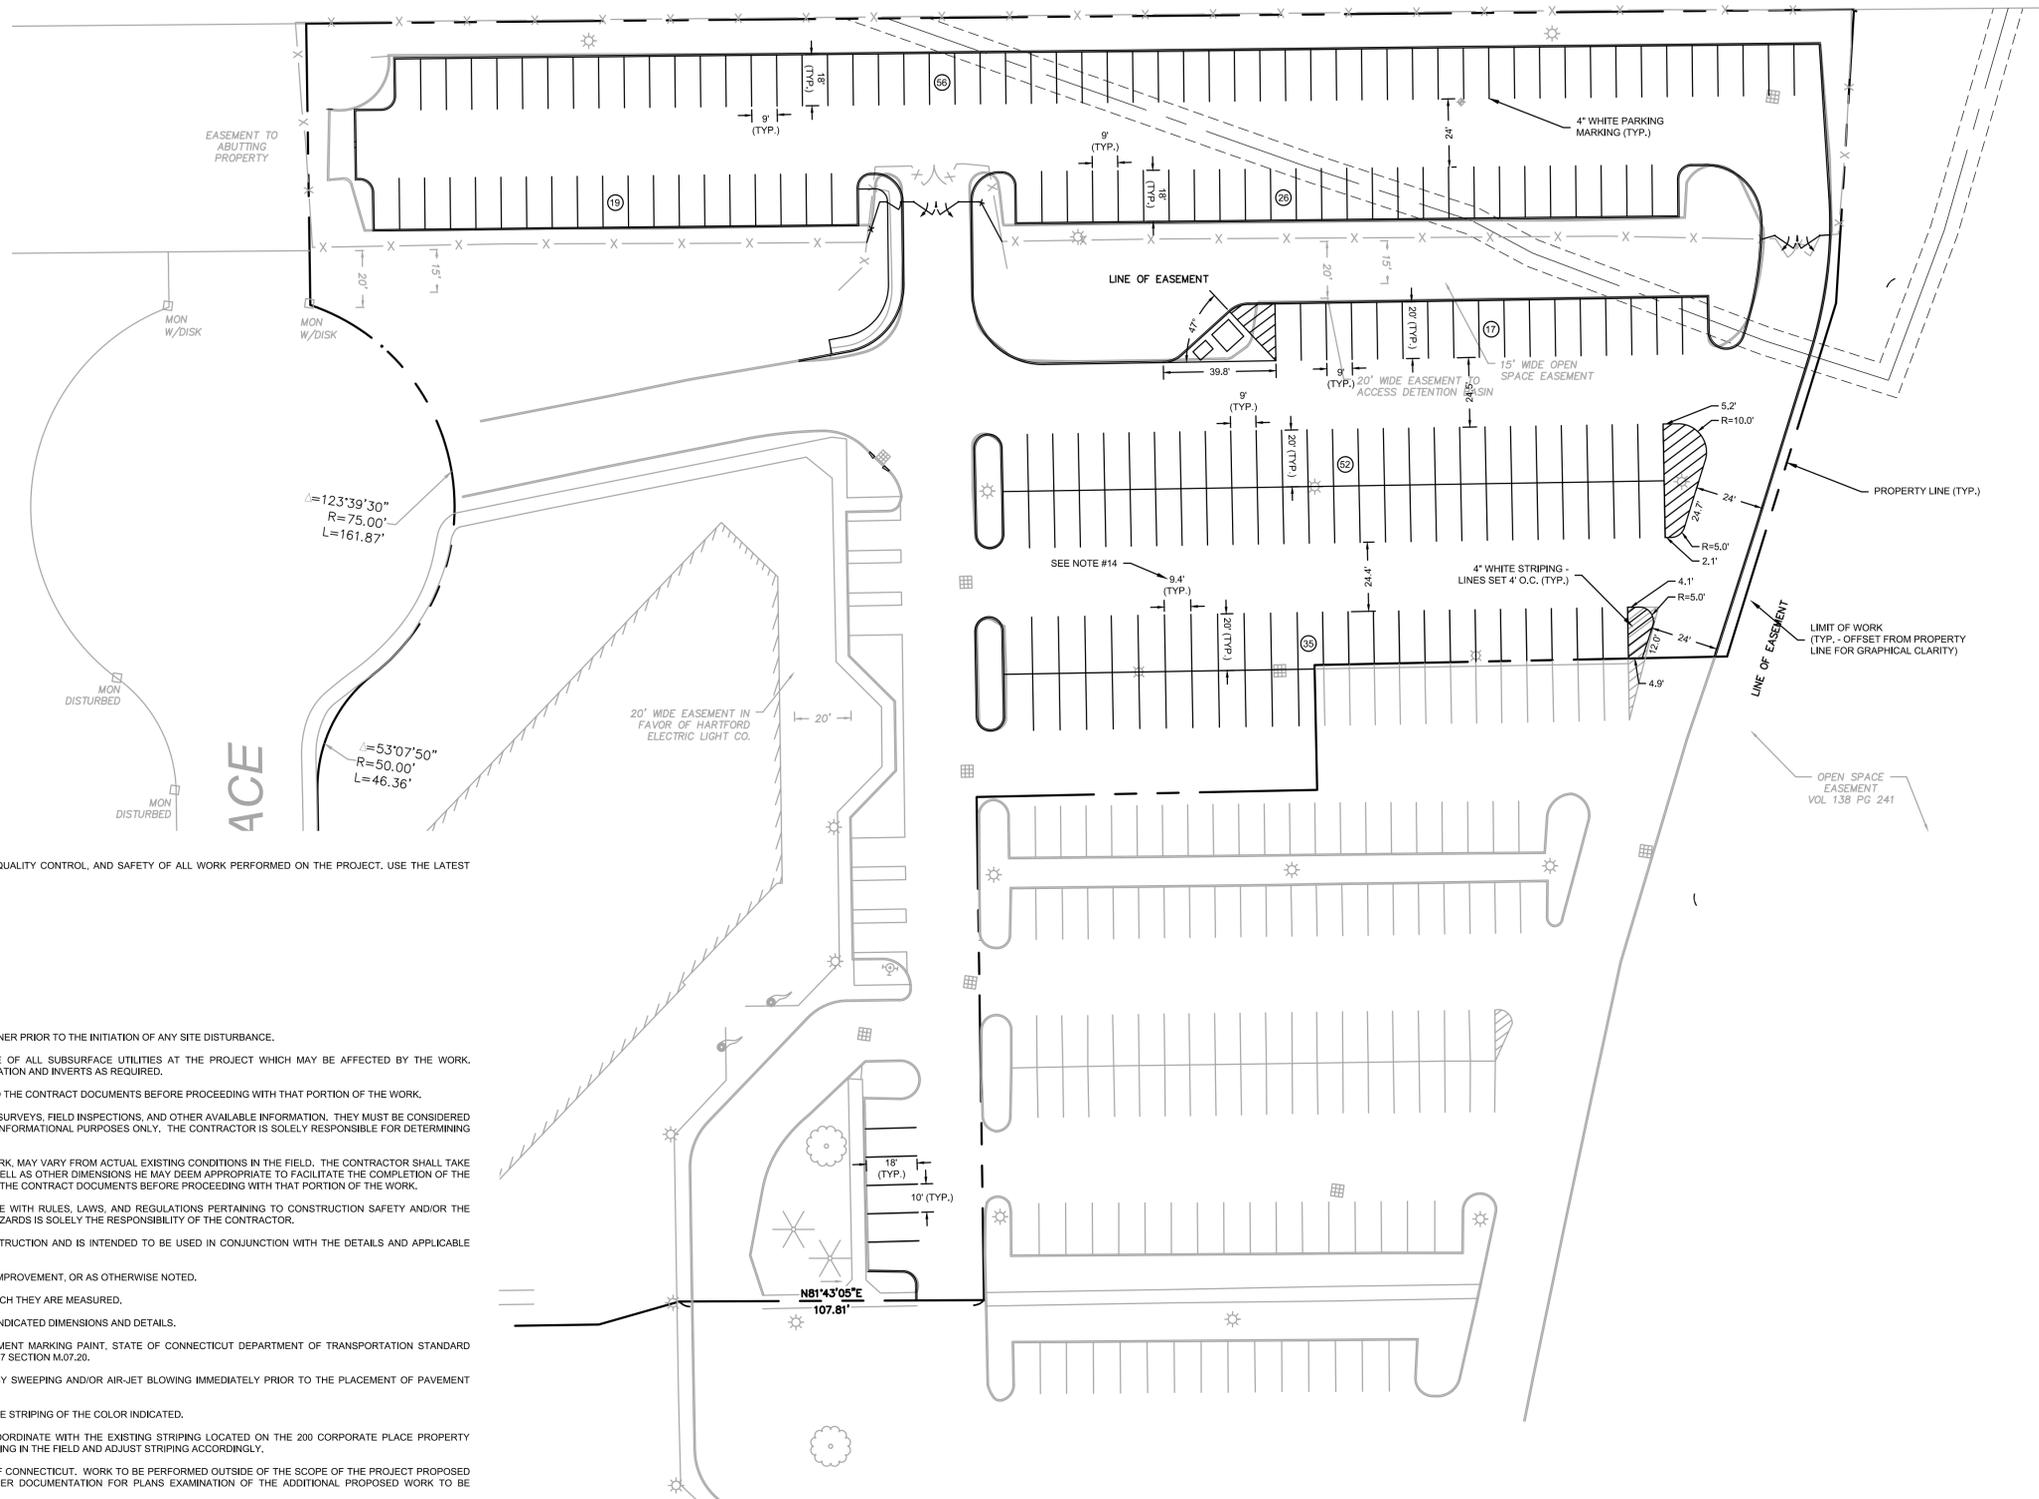 56
18'
(TYP.)
9'
(TYP.)
24'
4" WHITE PARKING
MARKING (TYP.)
EASEMENT TO
ABUTTING
PROPERTY
9'
(TYP.)
18'
(TYP.)
19
26
20'
15'
LINE OF EASEMENT
20'
15'
MON
W/DISK
MON
W/DISK
47°
20' (TYP.)
17
39.8'
9'
(TYP.)
15' WIDE OPEN
SPACE EASEMENT
20' WIDE EASEMENT TO
ACCESS DETENTION BASIN
24.5'
9'
(TYP.)
5.2'
R=10.0'
20' (TYP.)
52
PROPERTY LINE (TYP.)
24'
24.7'
Δ=123°39'30"
R=75.00'
L=161.87'
R=5.0'
2.1'
SEE NOTE #14
9.4'
(TYP.)
24.4'
4" WHITE STRIPING -
LINES SET 4' O.C. (TYP.)
4.1'
R=5.0'
20' (TYP.)
35
12.0'
24'
LINE OF EASEMENT
LIMIT OF WORK
(TYP. - OFFSET FROM PROPERTY
LINE FOR GRAPHICAL CLARITY)
4.9'
MON
DISTURBED
20' WIDE EASEMENT IN
FAVOR OF HARTFORD
ELECTRIC LIGHT CO.
20'
Δ=53°07'50"
R=50.00'
L=46.36'
ACE
MON
DISTURBED
OPEN SPACE
EASEMENT
VOL 138 PG 241
QUALITY CONTROL, AND SAFETY OF ALL WORK PERFORMED ON THE PROJECT. USE THE LATEST
NER PRIOR TO THE INITIATION OF ANY SITE DISTURBANCE.
E OF ALL SUBSURFACE UTILITIES AT THE PROJECT WHICH MAY BE AFFECTED BY THE WORK.
ATION AND INVERTS AS REQUIRED.
O THE CONTRACT DOCUMENTS BEFORE PROCEEDING WITH THAT PORTION OF THE WORK.
SURVEYS, FIELD INSPECTIONS, AND OTHER AVAILABLE INFORMATION. THEY MUST BE CONSIDERED
NFORMATIONAL PURPOSES ONLY. THE CONTRACTOR IS SOLELY RESPONSIBLE FOR DETERMINING
RK, MAY VARY FROM ACTUAL EXISTING CONDITIONS IN THE FIELD. THE CONTRACTOR SHALL TAKE
ELL AS OTHER DIMENSIONS HE MAY DEEM APPROPRIATE TO FACILITATE THE COMPLETION OF THE
THE CONTRACT DOCUMENTS BEFORE PROCEEDING WITH THAT PORTION OF THE WORK.
E WITH RULES, LAWS, AND REGULATIONS PERTAINING TO CONSTRUCTION SAFETY AND/OR THE
ZARDS IS SOLELY THE RESPONSIBILITY OF THE CONTRACTOR.
TRUCTION AND IS INTENDED TO BE USED IN CONJUNCTION WITH THE DETAILS AND APPLICABLE
MPROVEMENT, OR AS OTHERWISE NOTED.
CH THEY ARE MEASURED.
NDICATED DIMENSIONS AND DETAILS.
MENT MARKING PAINT, STATE OF CONNECTICUT DEPARTMENT OF TRANSPORTATION STANDARD
7 SECTION M.07.20.
Y SWEEPING AND/OR AIR-JET BLOWING IMMEDIATELY PRIOR TO THE PLACEMENT OF PAVEMENT
E STRIPING OF THE COLOR INDICATED.
OORDINATE WITH THE EXISTING STRIPING LOCATED ON THE 200 CORPORATE PLACE PROPERTY
ING IN THE FIELD AND ADJUST STRIPING ACCORDINGLY.
F CONNECTICUT. WORK TO BE PERFORMED OUTSIDE OF THE SCOPE OF THE PROJECT PROPOSED
ER DOCUMENTATION FOR PLANS EXAMINATION OF THE ADDITIONAL PROPOSED WORK TO BE
18'
(TYP.)
10' (TYP.)
N81°43'05"E
107.81'